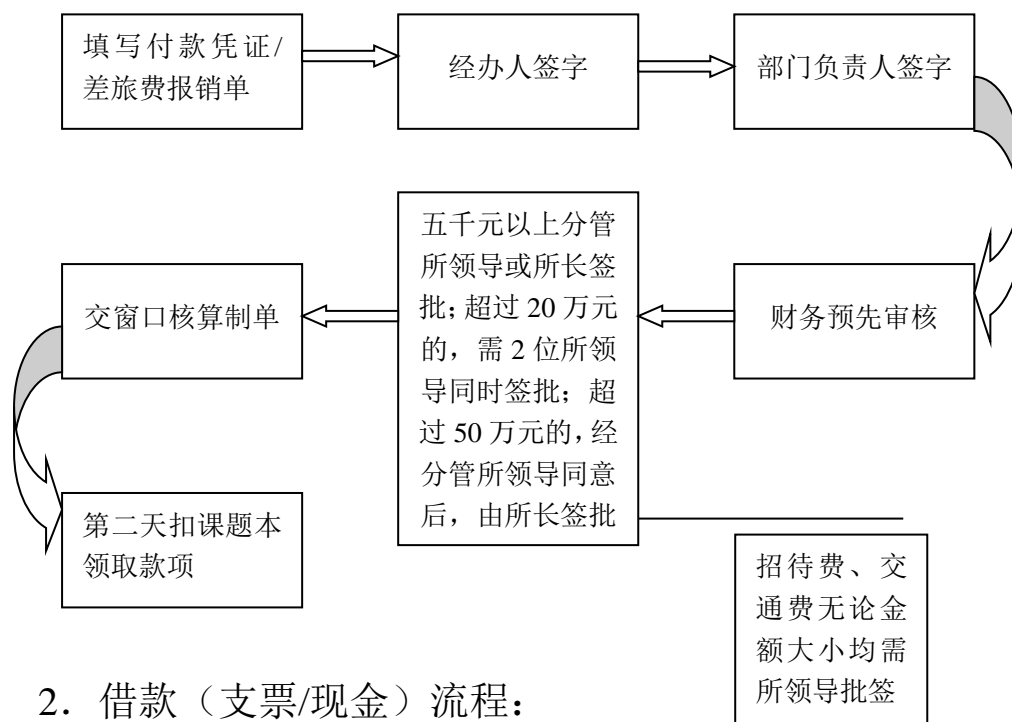 填写付款凭证/
差旅费报销单
经办人签字
部门负责人签字
财务预先审核
五千元以上分管
所领导或所长签
批；超过 20 万元
的，需 2 位所领
导同时签批；超
过 50 万元的，经
分管所领导同意
后，由所长签批
交窗口核算制单
第二天扣课题本
领取款项
招待费、交
通费无论金
额大小均需
所领导批签
2．借款（支票/现金）流程：